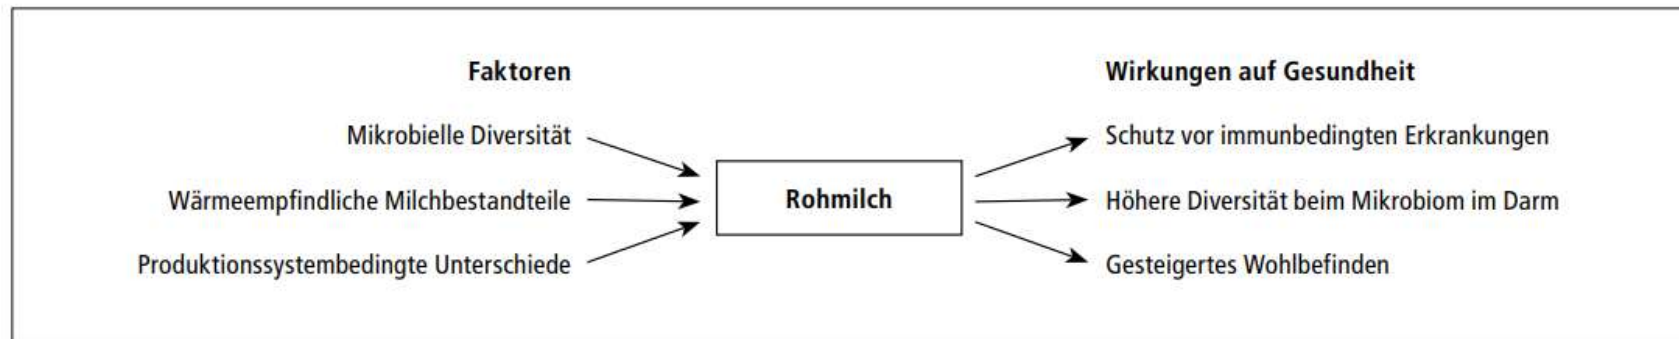 Faktoren
Mikrobielle Diversität
Wärmeempfindliche Milchbestandteile
Produktionssystembedingte Unterschiede
Rohmilch
Wirkungen auf Gesundheit
Schutz vor immunbedingten Erkrankungen
Höhere Diversität beim Mikrobiom im Darm
Gesteigertes Wohlbefinden